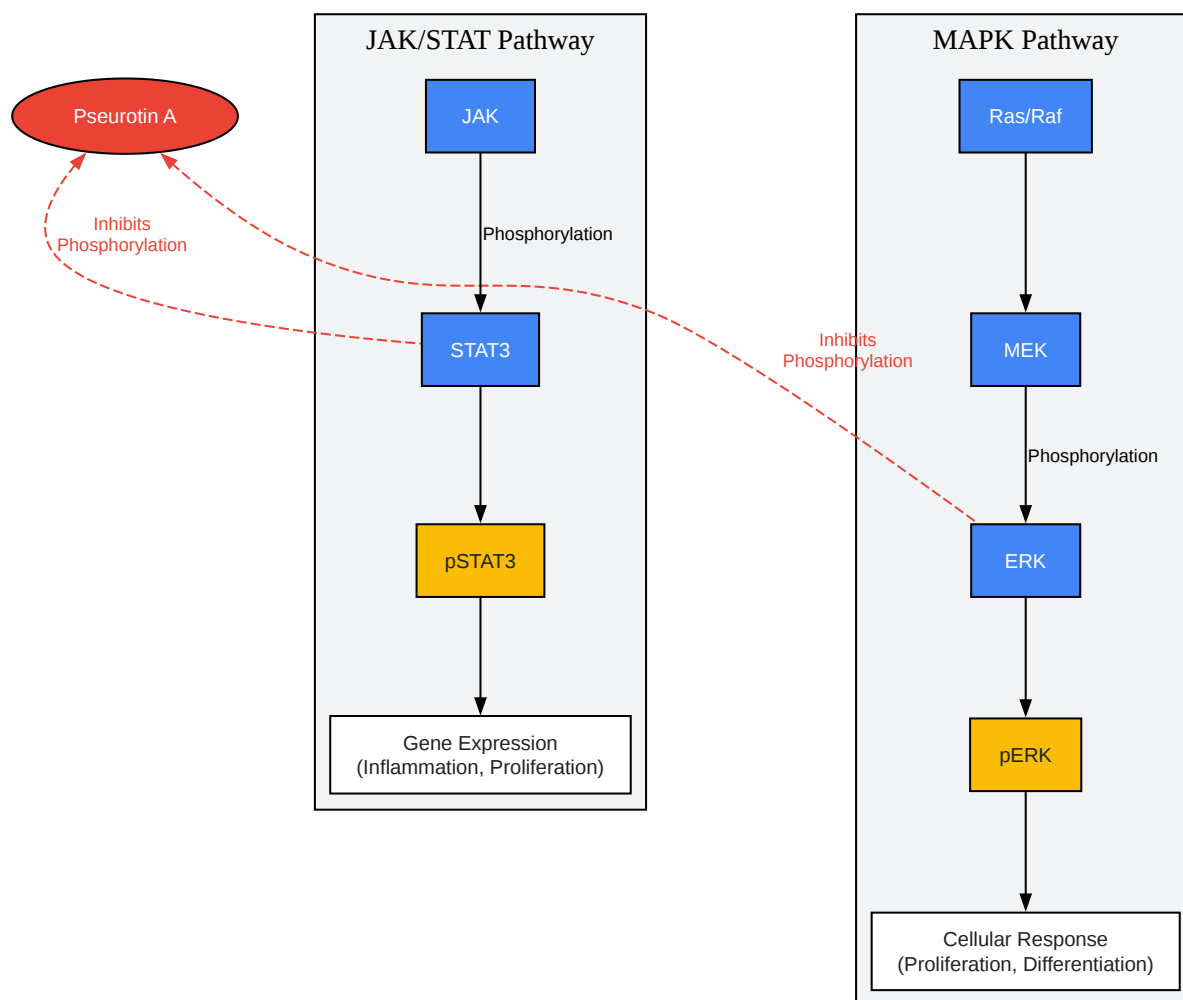 JAK/STAT Pathway
MAPK Pathway
Pseurotin A
JAK
Ras/Raf
Inhibits
Phosphorylation
Phosphorylation
STAT3
Inhibits
Phosphorylation
MEK
Phosphorylation
pSTAT3
ERK
Gene Expression
(Inflammation, Proliferation)
pERK
Cellular Response
(Proliferation, Differentiation)